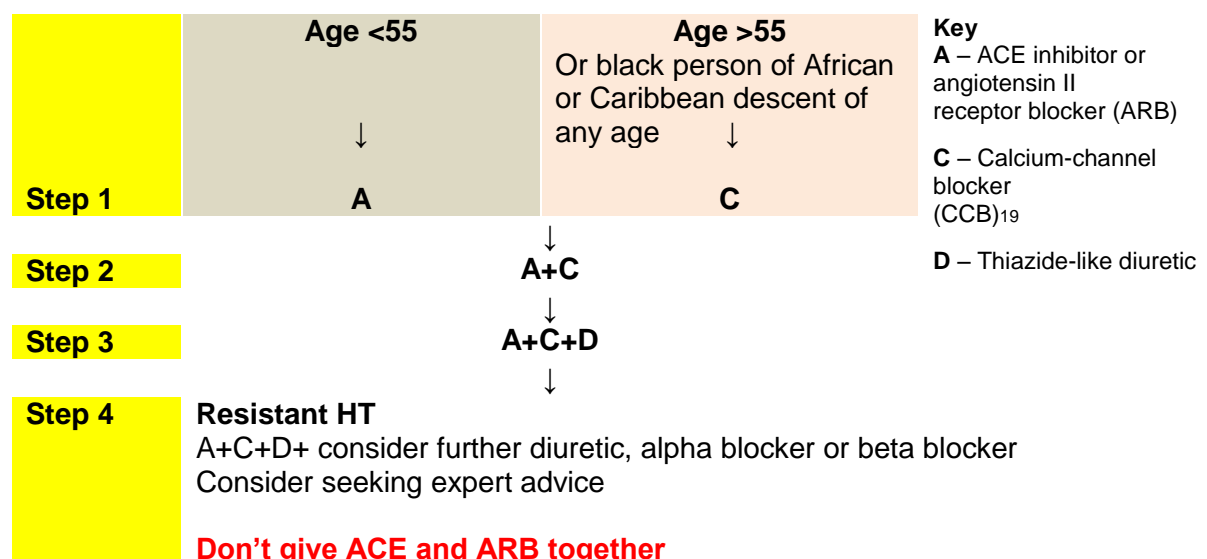 Age <55
↓
Age >55
Or black person of African
or Caribbean descent of
any age ↓
Step 1
A
C
↓
Step 2
A+C
↓
Step 3
A+C+D
↓
Step 4
Resistant HT
A+C+D+ consider further diuretic, alpha blocker or beta blocker
Consider seeking expert advice
Don't give ACE and ARB together
Key
A – ACE inhibitor or
angiotensin II
receptor blocker (ARB)
C – Calcium-channel
blocker
(CCB)19
D – Thiazide-like diuretic